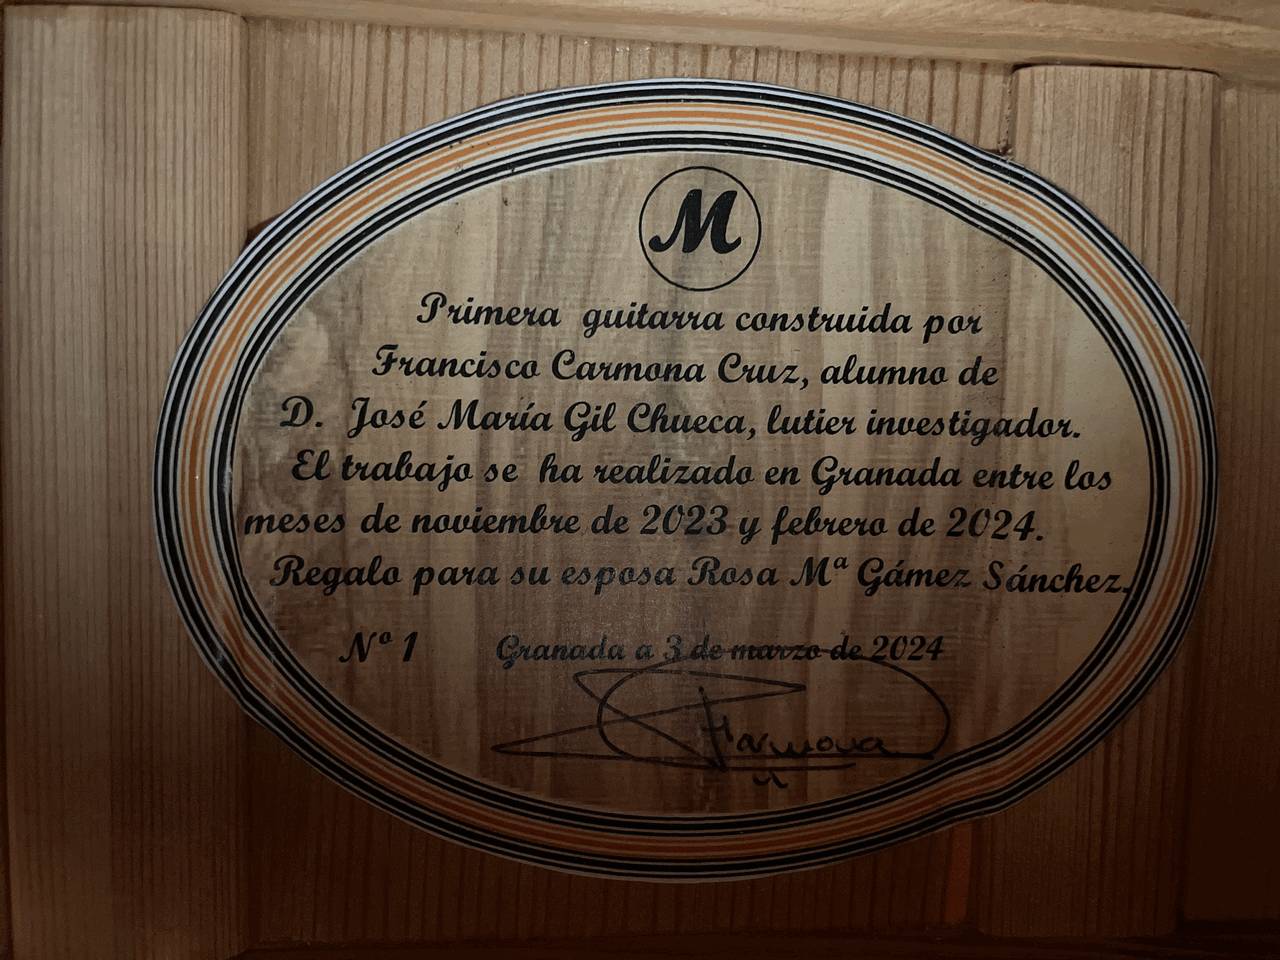 M
Primera guitarra construida por
Francisco Carmona Cruz, alumno de
D. José María Gil Chueca, lutier investigador.
El trabajo se ha realizado en Granada entre los
meses de noviembre de 2023 y febrero de 2024.
Regalo para su esposa Rosa Mª Gámez Sánchez.
Nº 1 Granada a 3 de marzo de 2024